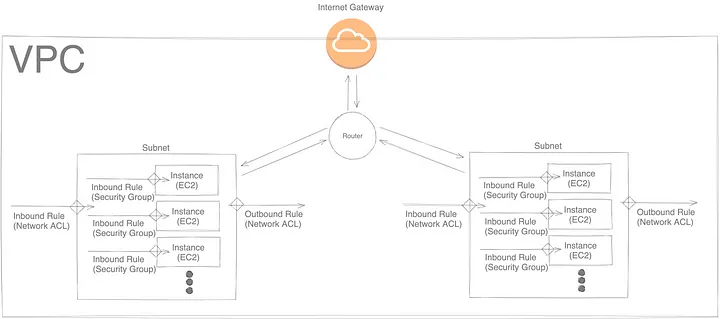 Internet Gateway
VPC
Router
Subnet
Instance
(EC2)
Inbound Rule
(Security Group)
Instance
(EC2)
Inbound Rule
(Security Group)
Instance
(EC2)
Inbound Rule
(Security Group)
Inbound Rule
(Network ACL)
Outbound Rule
(Network ACL)
Subnet
Instance
(EC2)
Inbound Rule
(Security Group)
Instance
(EC2)
Inbound Rule
(Security Group)
Instance
(EC2)
Inbound Rule
(Security Group)
Inbound Rule
(Network ACL)
Outbound Rule
(Network ACL)